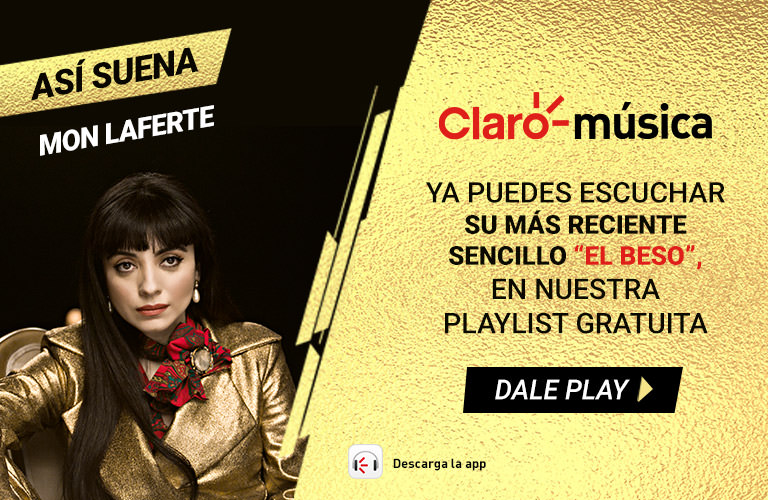 ASÍ SUENA
MON LAFERTE
Claro música
YA PUEDES ESCUCHAR
SU MÁS RECIENTE
SENCILLO “EL BESO”,
EN NUESTRA
PLAYLIST GRATUITA
DALE PLAY
Descarga la app